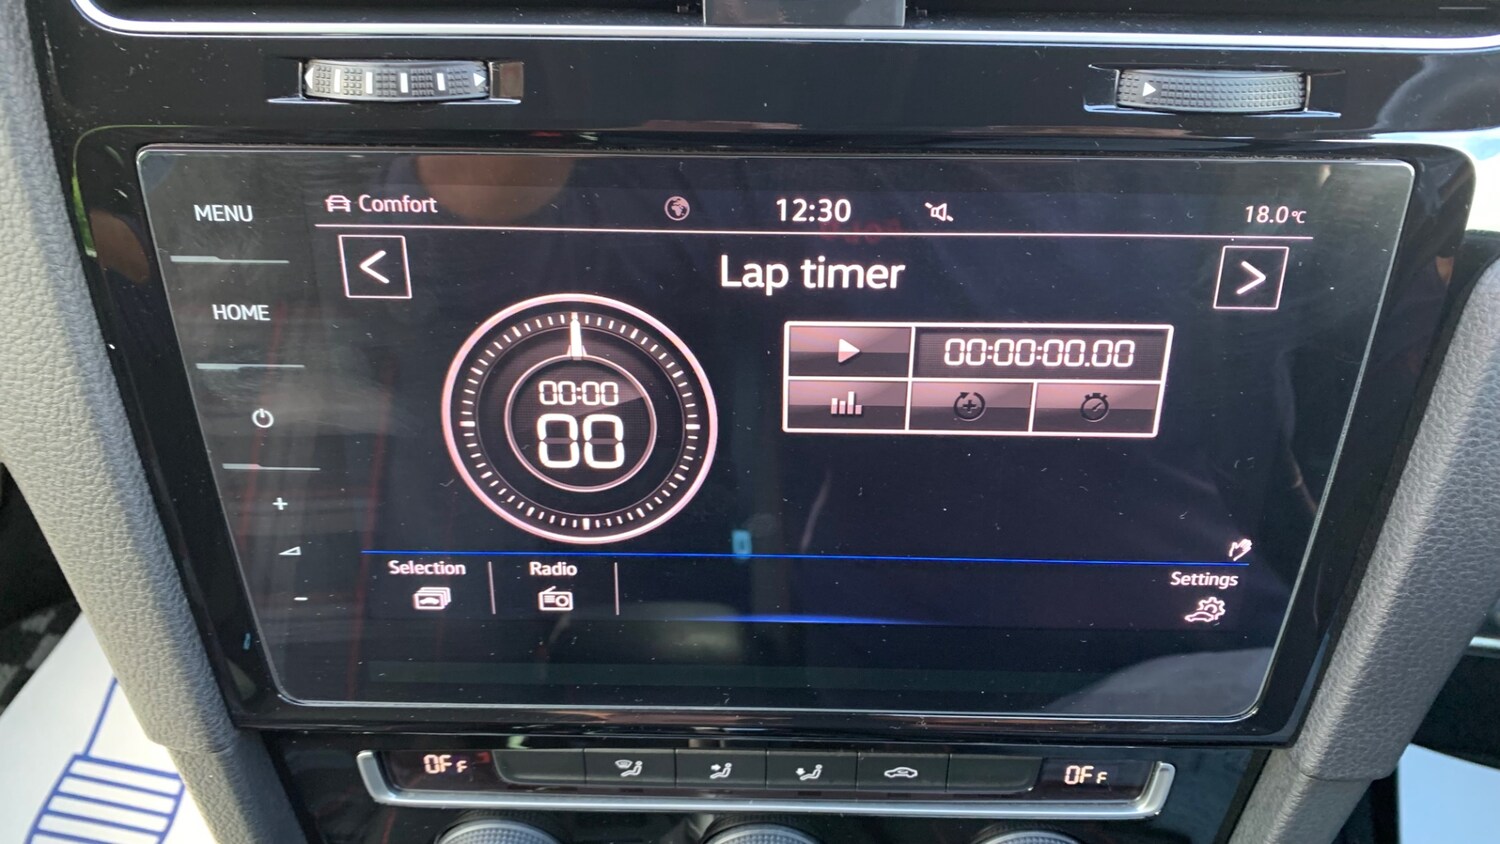 MENU
Comfort
12:30
18.0°C
HOME
Lap timer
00:00
00
00:00:00.00
+
-
Selection
Radio
Settings
OFF
OFF